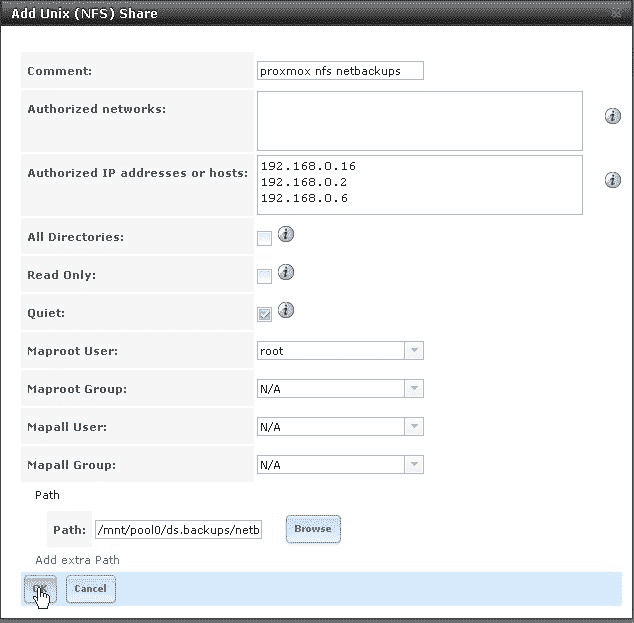 Add Unix (NFS) Share
Comment: proxmox nfs netbackups
Authorized networks:
Authorized IP addresses or hosts: 192.168.0.16
192.168.0.2
192.168.0.6
All Directories:
Read Only:
Quiet:
Maproot User: root
Maproot Group: N/A
Mapall User: N/A
Mapall Group: N/A
Path
Path: /mnt/pool0/ds.backups/netb Browse
Add extra Path
OK Cancel